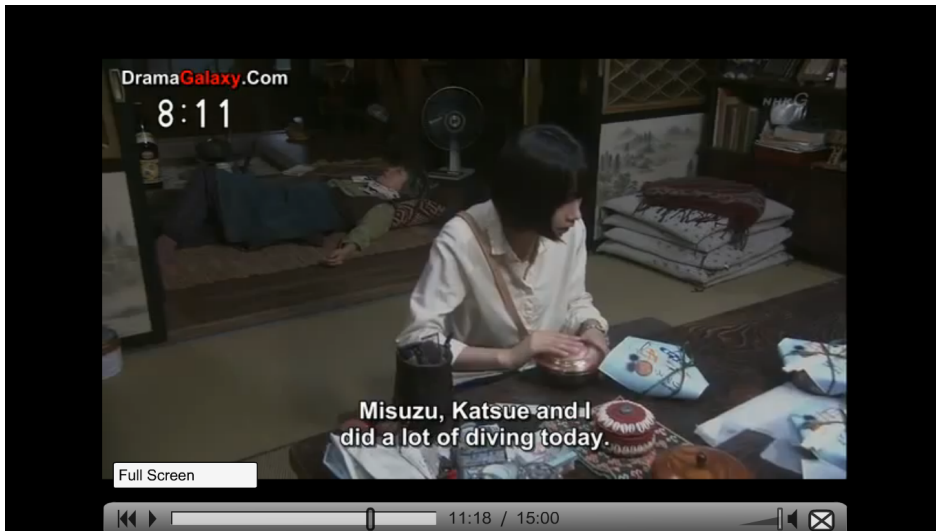 DramaGalaxy.Com
8:11
NHK G
Misuzu, Katsue and I
did a lot of diving today.
Full Screen
11:18 / 15:00